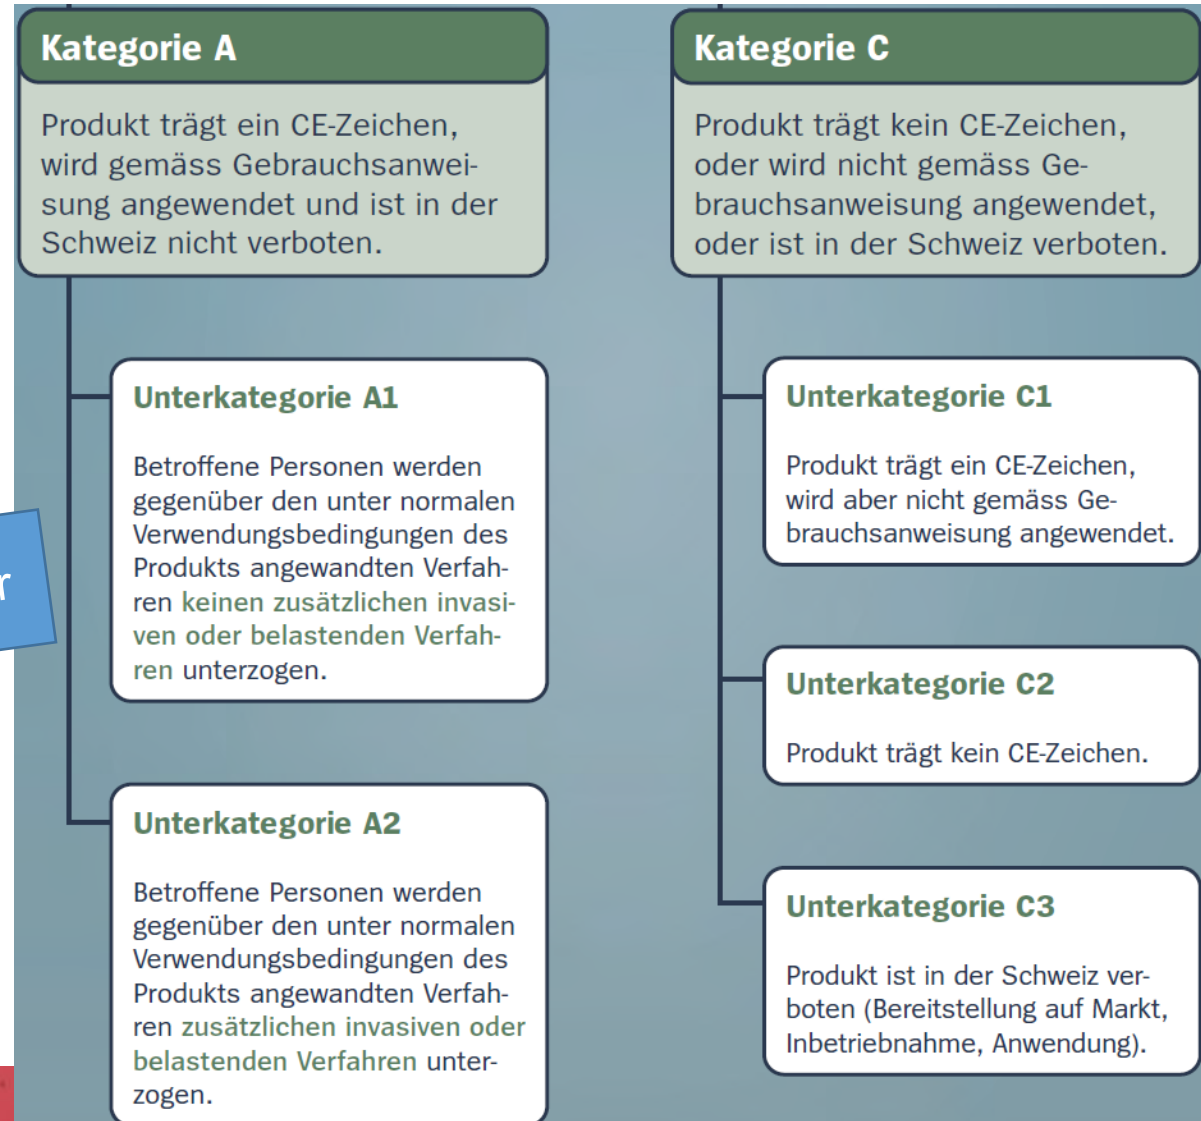 Kategorie A
Produkt trägt ein CE-Zeichen,
wird gemäss Gebrauchsanwei-
sung angewendet und ist in der
Schweiz nicht verboten.
Unterkategorie A1
Betroffene Personen werden
gegenüber den unter normalen
Verwendungsbedingungen des
Produkts angewandten Verfah-
ren keinen zusätzlichen invasi-
ven oder belastenden Verfah-
ren unterzogen.
r
Unterkategorie A2
Betroffene Personen werden
gegenüber den unter normalen
Verwendungsbedingungen des
Produkts angewandten Verfah-
ren zusätzlichen invasiven oder
belastenden Verfahren unter-
zogen.
Kategorie C
Produkt trägt kein CE-Zeichen,
oder wird nicht gemäss Ge-
brauchsanweisung angewendet,
oder ist in der Schweiz verboten.
Unterkategorie C1
Produkt trägt ein CE-Zeichen,
wird aber nicht gemäss Ge-
brauchsanweisung angewendet.
Unterkategorie C2
Produkt trägt kein CE-Zeichen.
Unterkategorie C3
Produkt ist in der Schweiz ver-
boten (Bereitstellung auf Markt,
Inbetriebnahme, Anwendung).